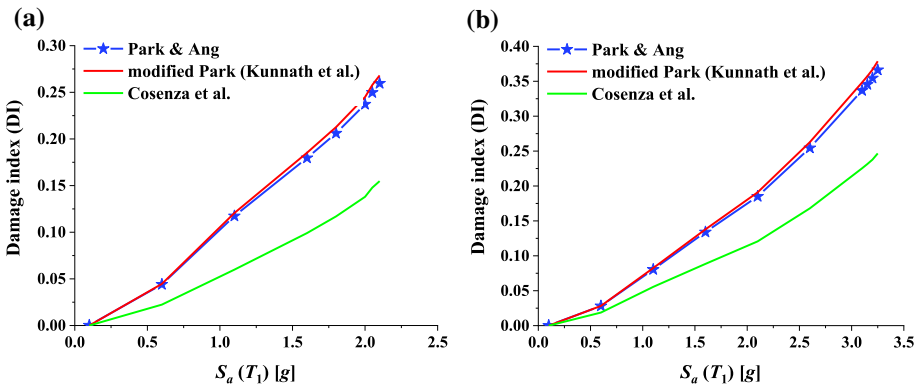 (a)
Damage index (DI)
0.30
0.25
0.20
0.15
0.10
0.05
0.00
Park & Ang
modified Park (Kunnath et al.)
Cosenza et al.
0.0 0.5 1.0 1.5 2.0 2.5
Sa (T1) [g]
(b)
Damage index (DI)
0.40
0.35
0.30
0.25
0.20
0.15
0.10
0.05
0.00
Park & Ang
modified Park (Kunnath et al.)
Cosenza et al.
0.0 0.5 1.0 1.5 2.0 2.5 3.0 3.5
Sa (T1) [g]